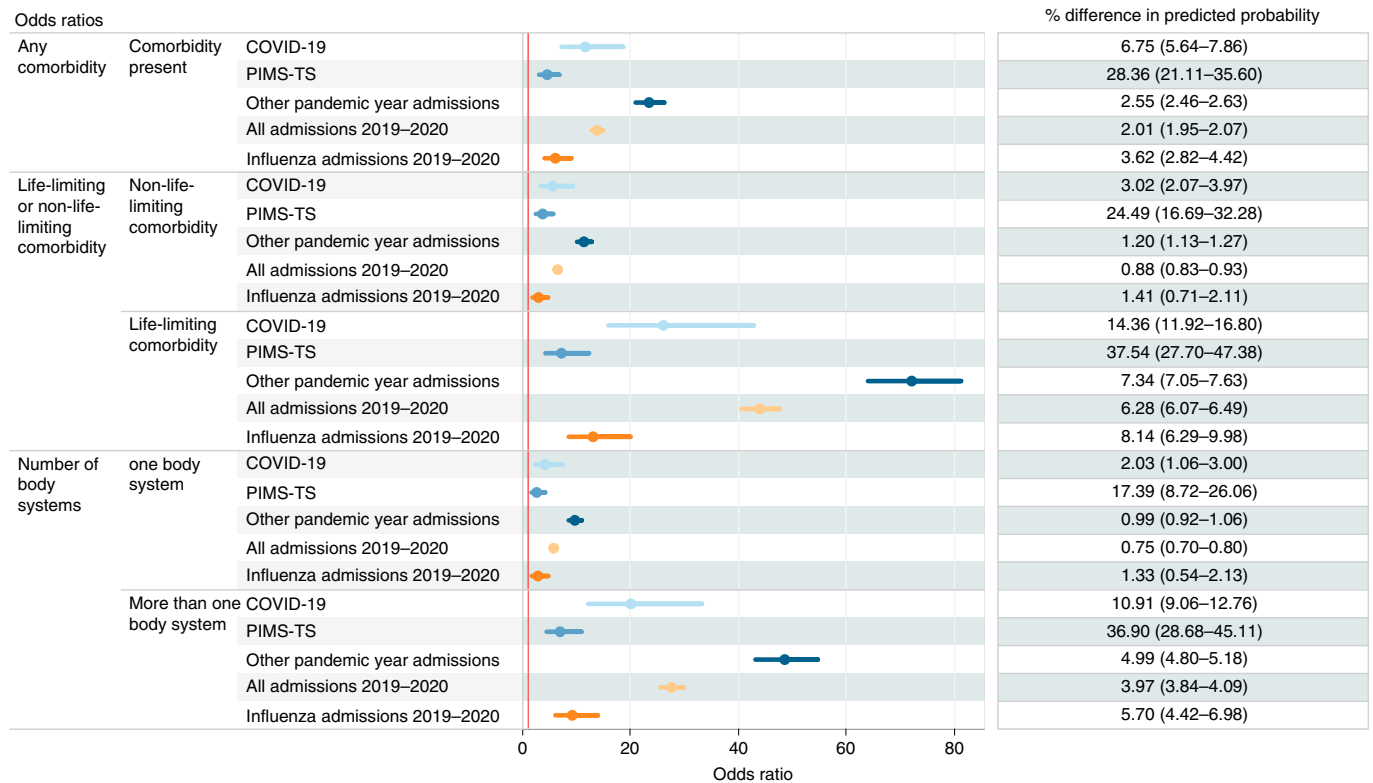 % difference in predicted probability
Odds ratios
Any comorbidity
Comorbidity present
COVID-19 6.75 (5.64–7.86)
PIMS-TS 28.36 (21.11–35.60)
Other pandemic year admissions 2.55 (2.46–2.63)
All admissions 2019–2020 2.01 (1.95–2.07)
Influenza admissions 2019–2020 3.62 (2.82–4.42)
Life-limiting or non-life-limiting comorbidity
Non-life-limiting comorbidity
COVID-19 3.02 (2.07–3.97)
PIMS-TS 24.49 (16.69–32.28)
Other pandemic year admissions 1.20 (1.13–1.27)
All admissions 2019–2020 0.88 (0.83–0.93)
Influenza admissions 2019–2020 1.41 (0.71–2.11)
Life-limiting comorbidity
COVID-19 14.36 (11.92–16.80)
PIMS-TS 37.54 (27.70–47.38)
Other pandemic year admissions 7.34 (7.05–7.63)
All admissions 2019–2020 6.28 (6.07–6.49)
Influenza admissions 2019–2020 8.14 (6.29–9.98)
Number of body systems
one body system
COVID-19 2.03 (1.06–3.00)
PIMS-TS 17.39 (8.72–26.06)
Other pandemic year admissions 0.99 (0.92–1.06)
All admissions 2019–2020 0.75 (0.70–0.80)
Influenza admissions 2019–2020 1.33 (0.54–2.13)
More than one body system
COVID-19 10.91 (9.06–12.76)
PIMS-TS 36.90 (28.68–45.11)
Other pandemic year admissions 4.99 (4.80–5.18)
All admissions 2019–2020 3.97 (3.84–4.09)
Influenza admissions 2019–2020 5.70 (4.42–6.98)
0 20 40 60 80
Odds ratio